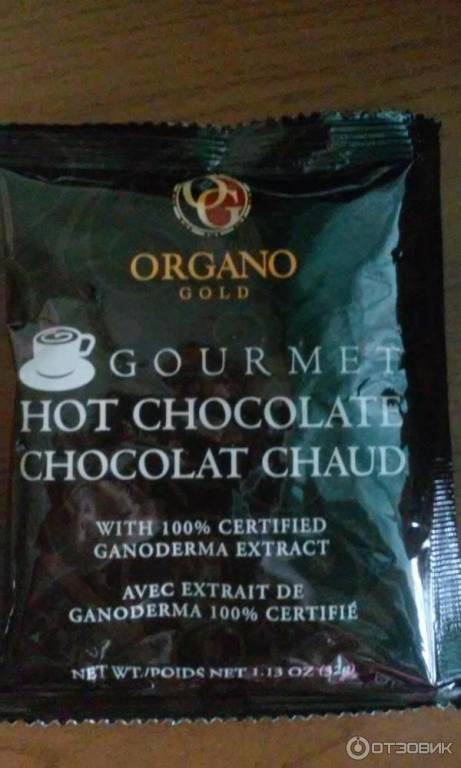 OG
ORGANO
GOLD
GOURMET
HOT CHOCOLATE
CHOCOLAT CHAUD
WITH 100% CERTIFIED
GANODERMA EXTRACT
AVEC EXTRAIT DE
GANODERMA 100% CERTIFIÉ
NET WT./POIDS NET 1.13 OZ (32g)
ОТЗОВИК